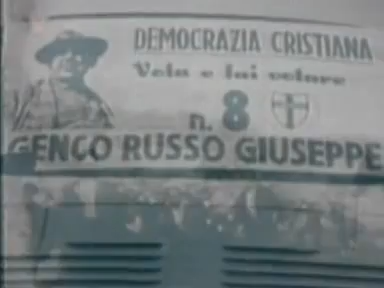 DEMOCRAZIA CRISTIANA
Vota e fai votare
n. 8
GENCO RUSSO GIUSEPPE